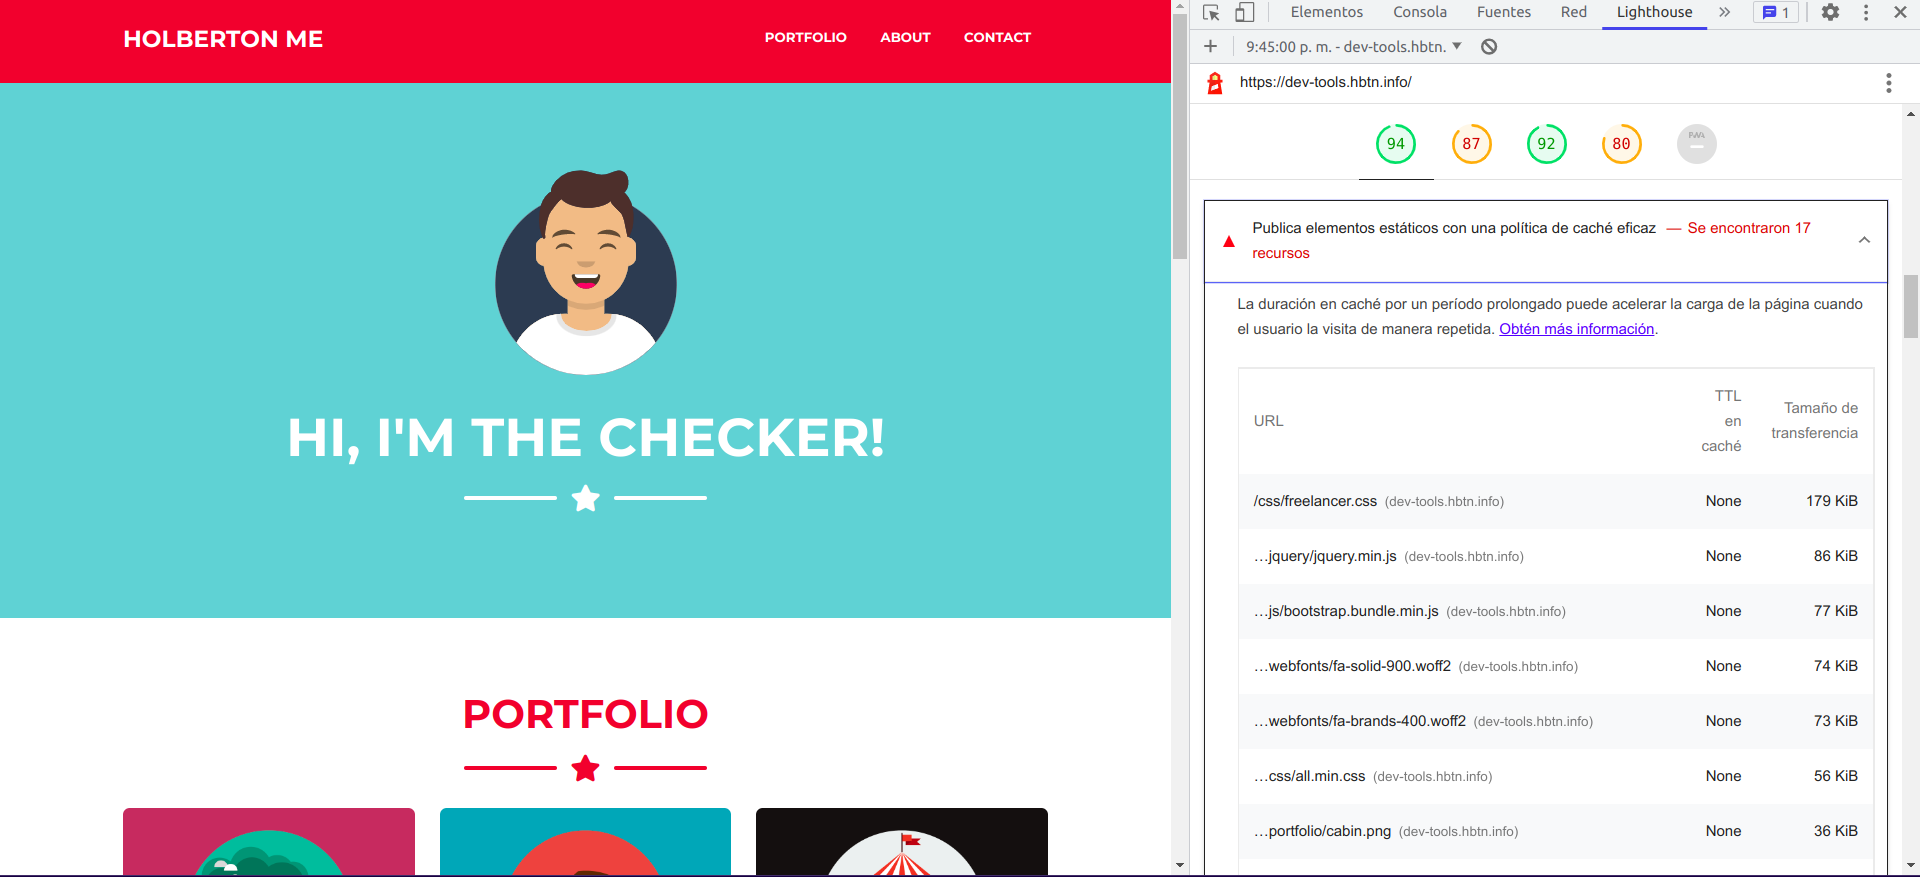 HOLBERTON ME
PORTFOLIO ABOUT CONTACT
HI, I'M THE CHECKER!
PORTFOLIO
Elementos Consola Fuentes Red Lighthouse 1
9:45:00 p. m. - dev-tools.hbtn.
https://dev-tools.hbtn.info/
94 87 92 80 PWA
Publica elementos estáticos con una política de caché eficaz — Se encontraron 17
recursos
La duración en caché por un período prolongado puede acelerar la carga de la página cuando
el usuario la visita de manera repetida. Obtén más información.
URL
TTL
en
caché
Tamaño de
transferencia
/css/freelancer.css (dev-tools.hbtn.info) None 179 KiB
…jquery/jquery.min.js (dev-tools.hbtn.info) None 86 KiB
…js/bootstrap.bundle.min.js (dev-tools.hbtn.info) None 77 KiB
…webfonts/fa-solid-900.woff2 (dev-tools.hbtn.info) None 74 KiB
…webfonts/fa-brands-400.woff2 (dev-tools.hbtn.info) None 73 KiB
…css/all.min.css (dev-tools.hbtn.info) None 56 KiB
…portfolio/cabin.png (dev-tools.hbtn.info) None 36 KiB